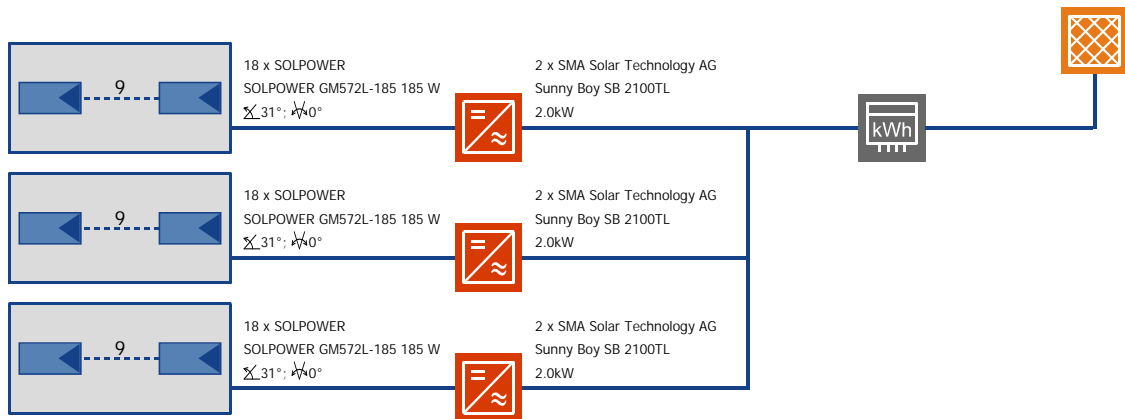 9
18 x SOLPOWER
SOLPOWER GM572L-185 185 W
31°; 0°
2 x SMA Solar Technology AG
Sunny Boy SB 2100TL
2.0kW
kWh
9
18 x SOLPOWER
SOLPOWER GM572L-185 185 W
31°; 0°
2 x SMA Solar Technology AG
Sunny Boy SB 2100TL
2.0kW
9
18 x SOLPOWER
SOLPOWER GM572L-185 185 W
31°; 0°
2 x SMA Solar Technology AG
Sunny Boy SB 2100TL
2.0kW